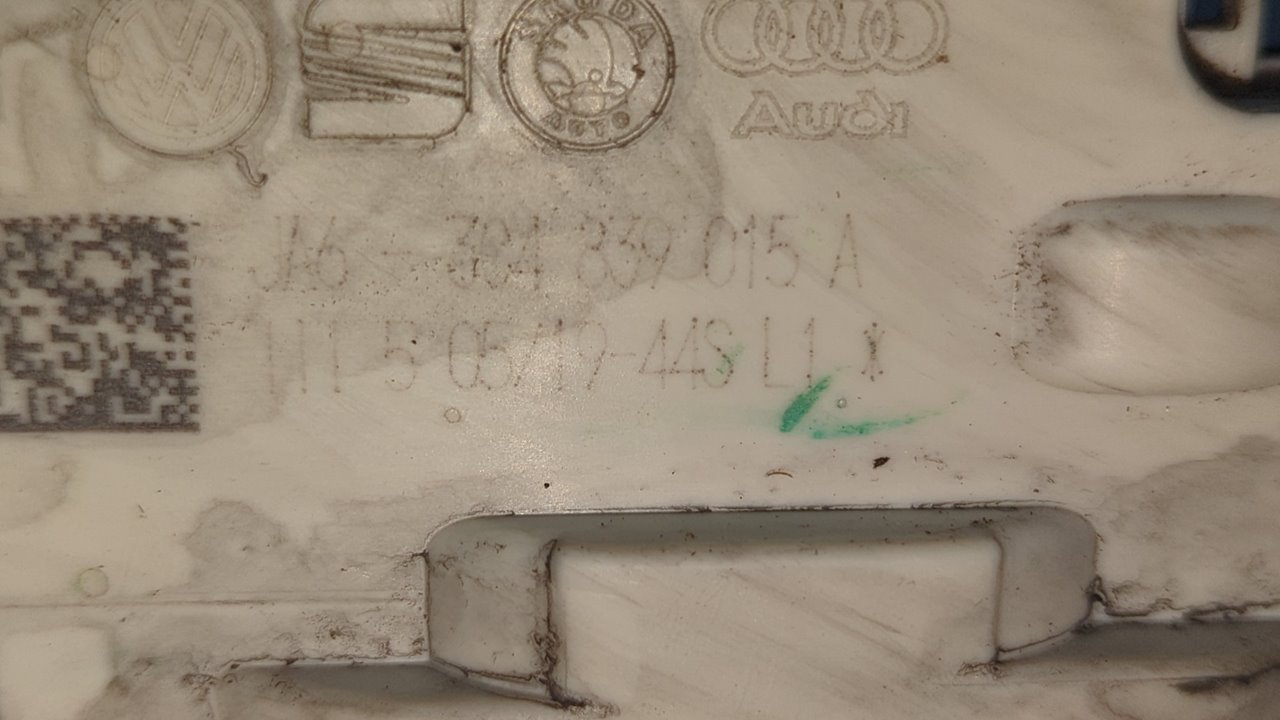 ŠKODA
AUTO
Audi
JA6 - 3C4 839 015 A
5 05/19-44S L1 *